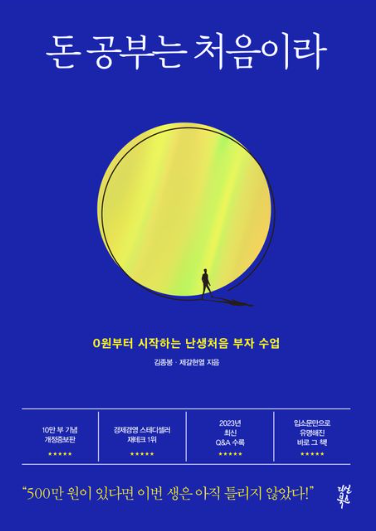 돈 공부는 처음이라
0원부터 시작하는 난생처음 부자 수업
김종봉 · 제갈현열 지음
10만 부 기념
개정증보판
★★★★★
경제경영 스테디셀러
재테크 1위
★★★★★
2023년
최신
Q&A 수록
★★★★★
입소문만으로
유명해진
바로 그 책!
★★★★★
“500만 원이 있다면 이번 생은 아직 틀리지 않았다!”
다산북스